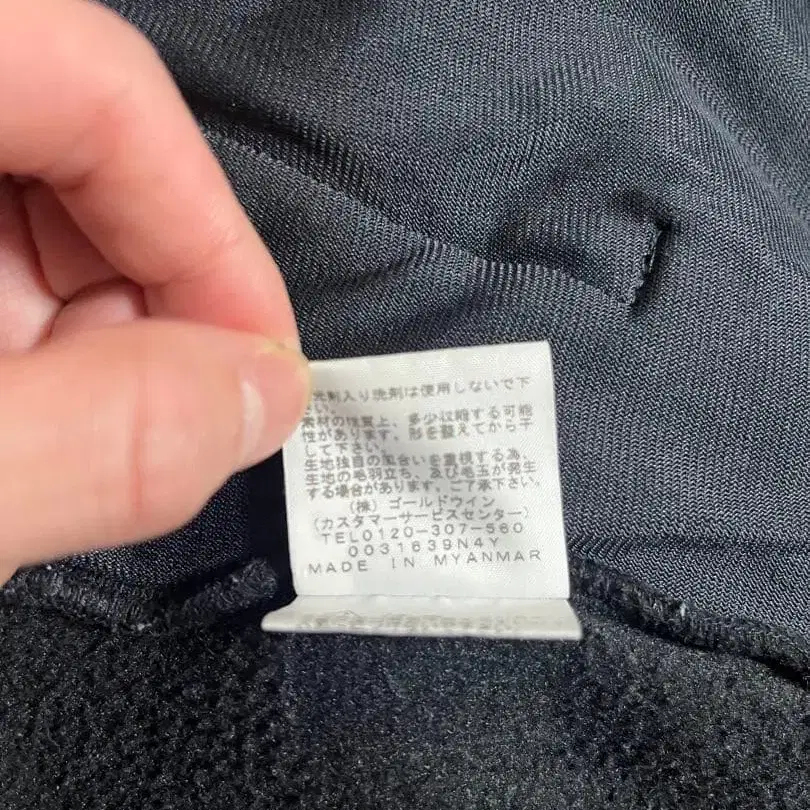 光剤入り洗剤は使用しないで下
さい。
素材の性質上、多少収縮する可能
性があります。形を整えてから干
して下さい。
生地独自の風合いを重視する為、
生地の毛羽立ち、及び毛玉が発生
する場合があります、ご了承下さい。
(株) ゴールドウイン
(カスタマーサービスセンター)
TEL0120-307-560
0031639N4Y
MADE IN MYANMAR